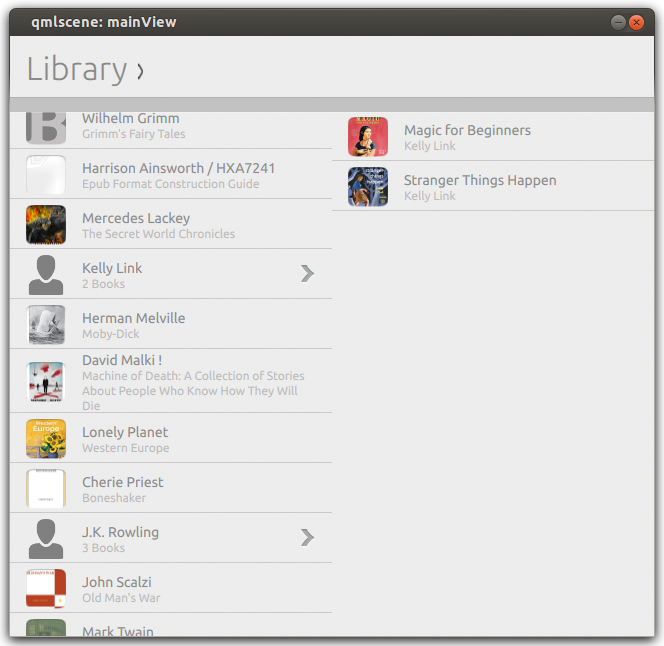 qmlscene: mainView
Library
Wilhelm Grimm
Grimm's Fairy Tales
Harrison Ainsworth / HXA7241
Epub Format Construction Guide
Mercedes Lackey
The Secret World Chronicles
Kelly Link
2 Books
Herman Melville
Moby-Dick
David Malki !
Machine of Death: A Collection of Stories
About People Who Know How They Will
Die
Lonely Planet
Western Europe
Western
Europe
Cherie Priest
Boneshaker
J.K. Rowling
3 Books
John Scalzi
Old Man's War
Mark Twain
Magic for Beginners
Kelly Link
Stranger Things Happen
Kelly Link